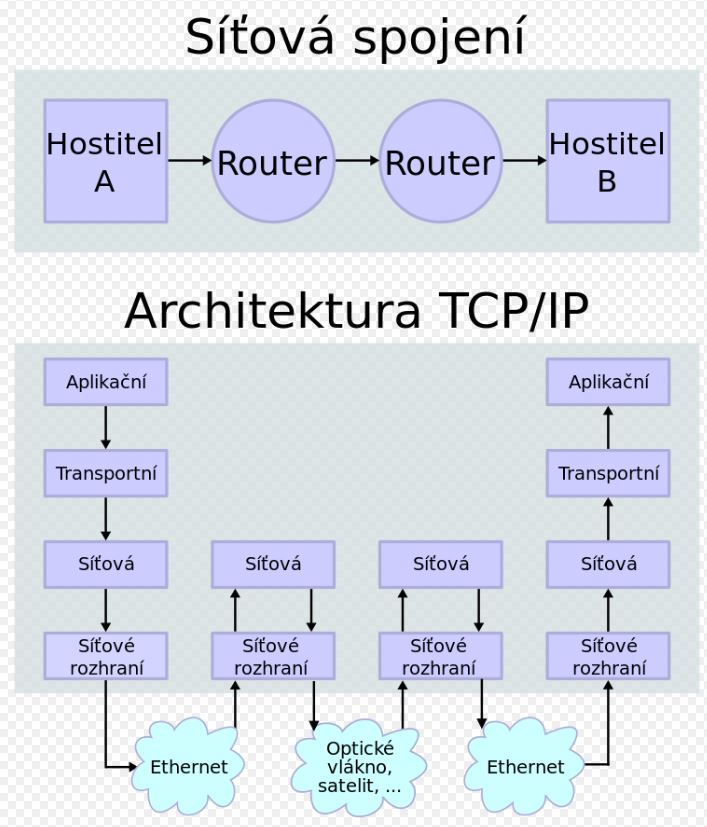 Síťová spojení
Hostitel
A
Router
Router
Hostitel
B
Architektura TCP/IP
Aplikační
Aplikační
Transportní
Transportní
Síťová
Síťová
Síťová
Síťová
Síťové
rozhraní
Síťové
rozhraní
Síťové
rozhraní
Síťové
rozhraní
Ethernet
Optické
vlákno,
satelit, ...
Ethernet